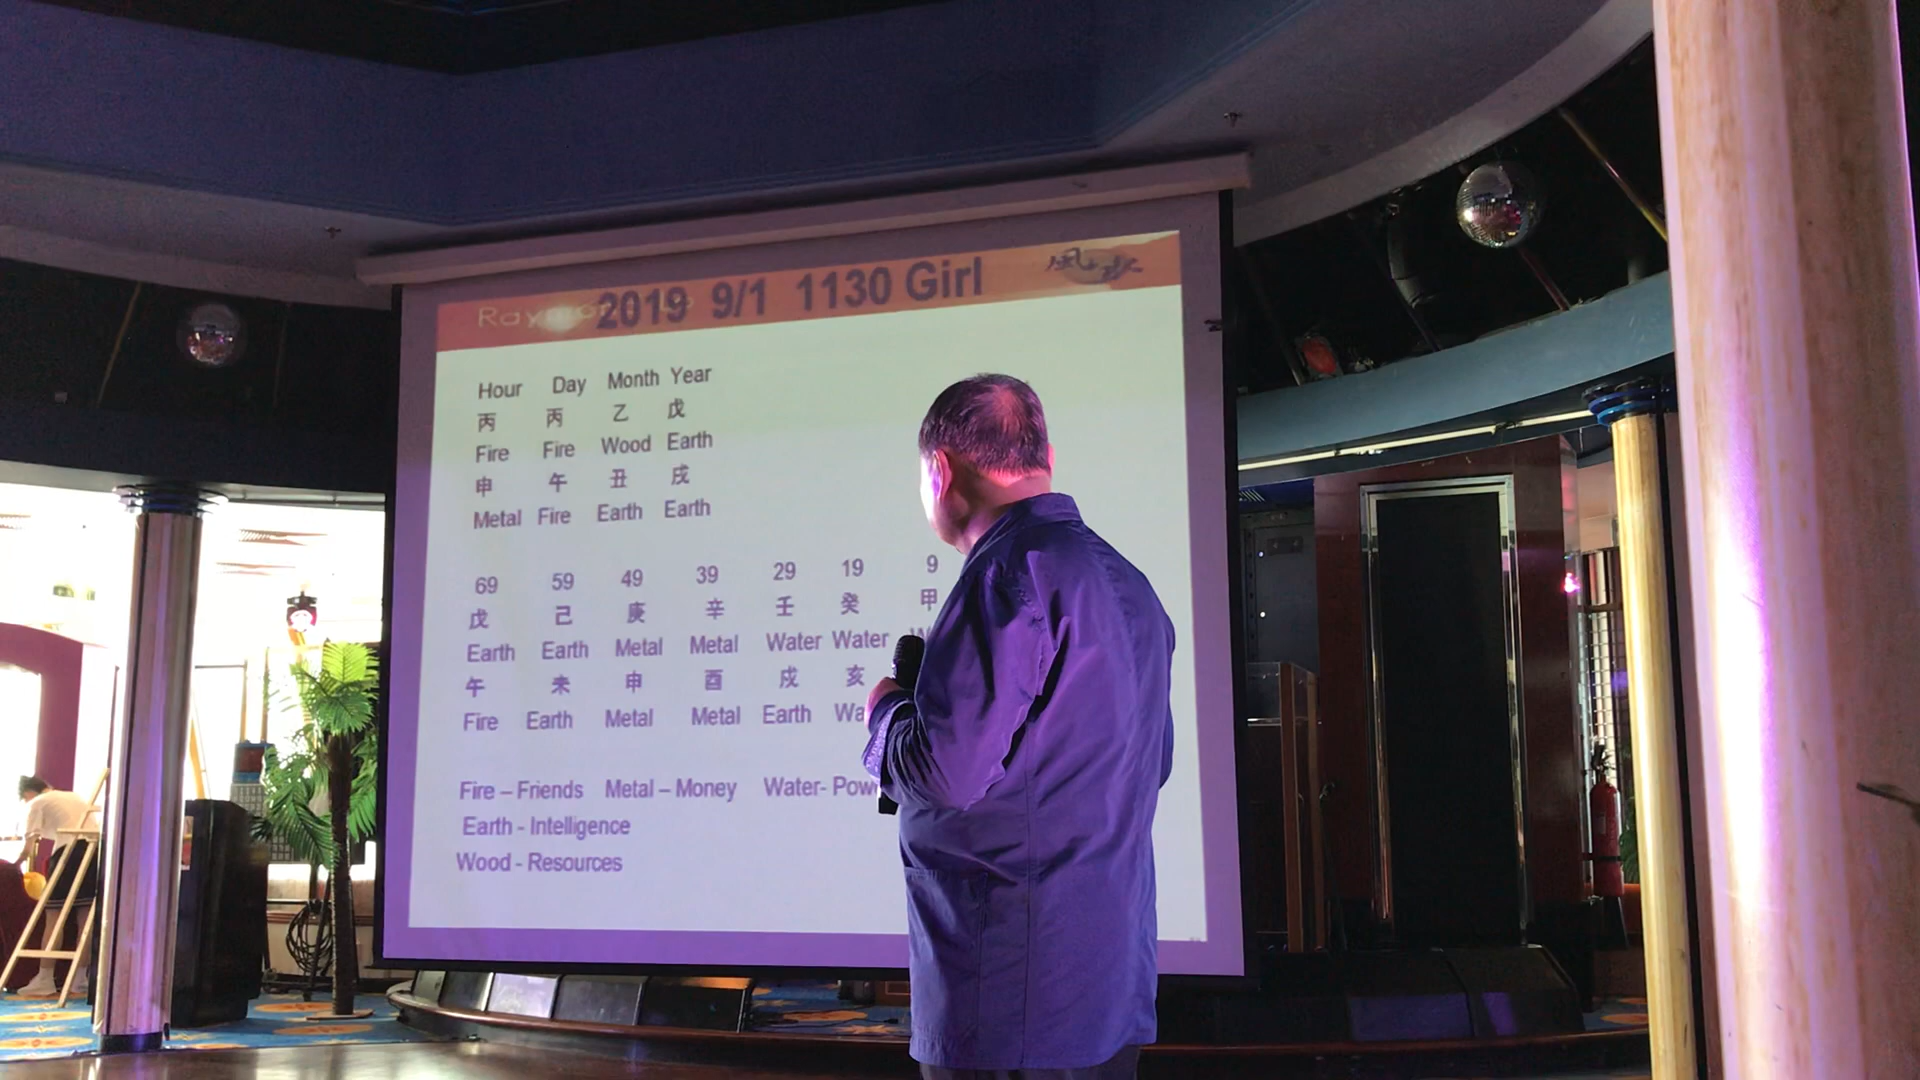 2019 9/1 1130 Girl
風水
Hour Day Month Year
丙 丙 乙 戊
Fire Fire Wood Earth
申 午 丑 戌
Metal Fire Earth Earth
69 59 49 39 29 19 9
戊 己 庚 辛 壬 癸 甲
Earth Earth Metal Metal Water Water
午 未 申 酉 戌 亥
Fire Earth Metal Metal Earth
Fire – Friends Metal – Money Water-
Earth - Intelligence
Wood - Resources